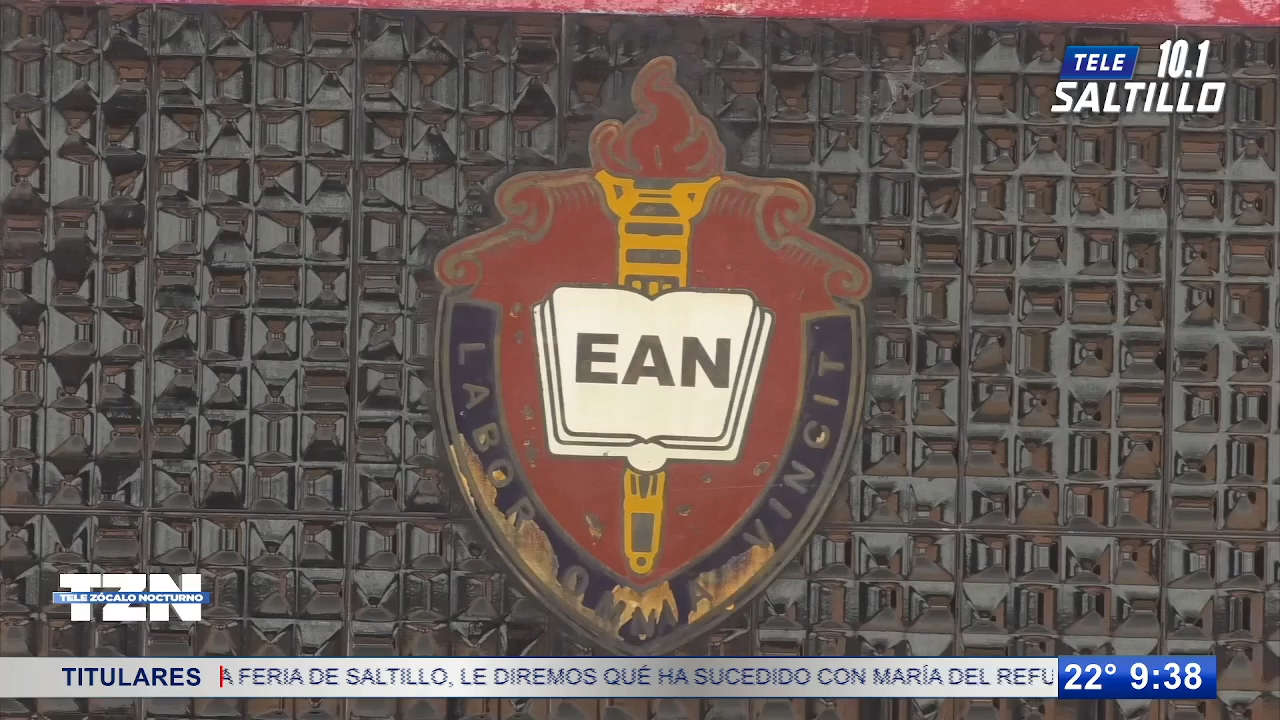 TELE 10.1
SALTILLO
EAN
LABOR OMNIA VINCIT
TZN
TELE ZÓCALO NOCTURNO
TITULARES A FERIA DE SALTILLO, LE DIREMOS QUÉ HA SUCEDIDO CON MARÍA DEL REFU 22° 9:38